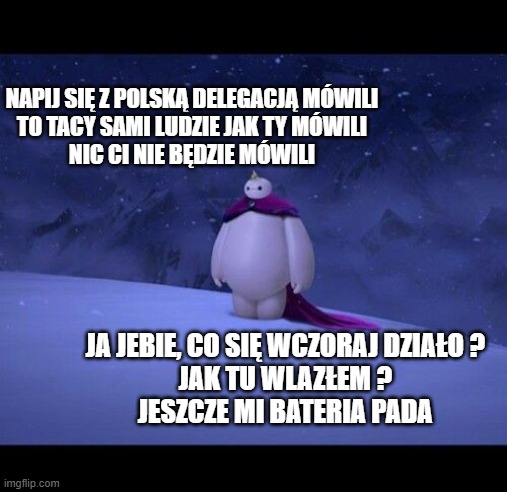 NAPIJ SIĘ Z POLSKĄ DELEGACJĄ MÓWILI
TO TACY SAMI LUDZIE JAK TY MÓWILI
NIC CI NIE BĘDZIE MÓWILI
JA JEBIE, CO SIĘ WCZORAJ DZIAŁO ?
JAK TU WLAZŁEM ?
JESZCZE MI BATERIA PADA
imgflip.com